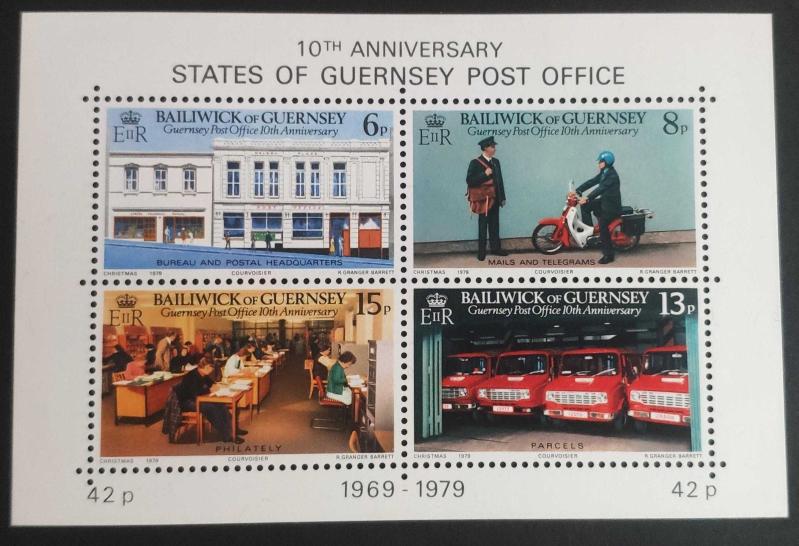 10TH ANNIVERSARY
STATES OF GUERNSEY POST OFFICE
BAILIWICK OF GUERNSEY 6p
EIIR Guernsey Post Office 10th Anniversary
POST OFFICE
BUREAU AND POSTAL HEADQUARTERS
CHRISTMAS 1979 COURVOISIER R.GRANGER BARRETT
BAILIWICK OF GUERNSEY 8p
EIIR Guernsey Post Office 10th Anniversary
MAILS AND TELEGRAMS
CHRISTMAS 1979 COURVOISIER R.GRANGER BARRETT
BAILIWICK OF GUERNSEY 15p
EIIR Guernsey Post Office 10th Anniversary
PHILATELY
CHRISTMAS 1979 COURVOISIER R.GRANGER BARRETT
BAILIWICK OF GUERNSEY 13p
EIIR Guernsey Post Office 10th Anniversary
PARCELS
CHRISTMAS 1979 COURVOISIER R.GRANGER BARRETT
42 p 1969 - 1979 42 p